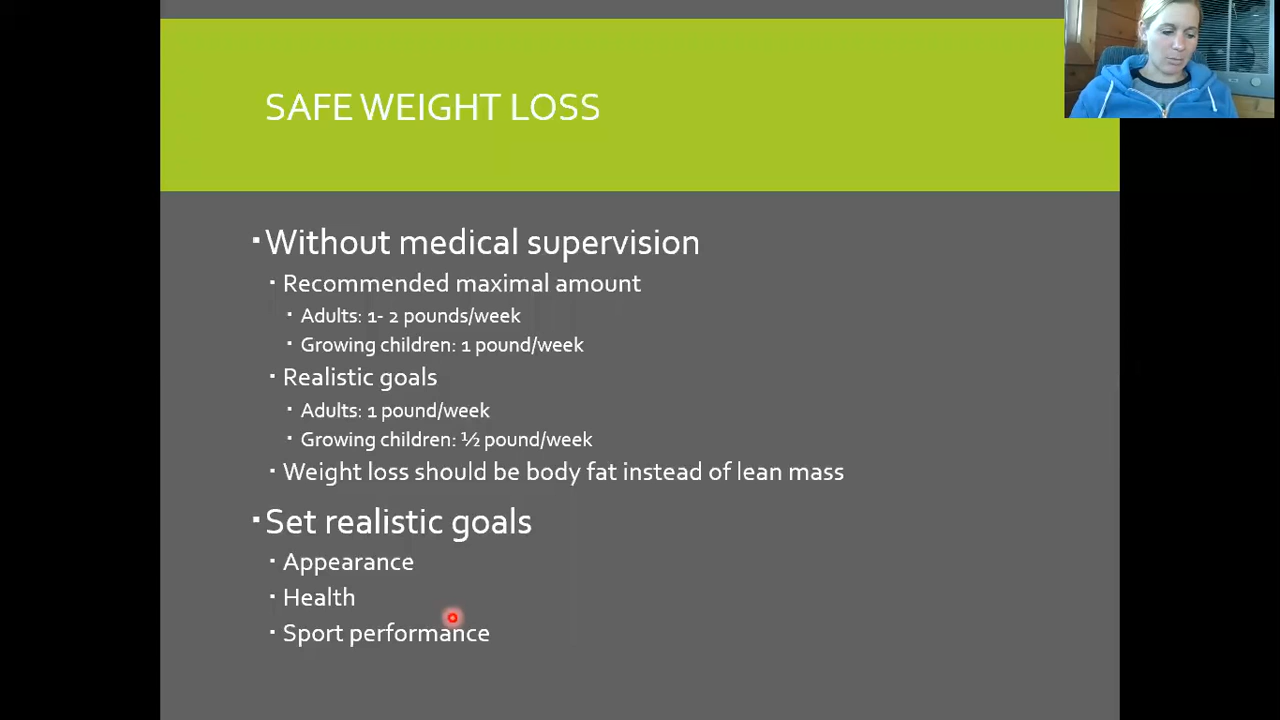 SAFE WEIGHT LOSS
Without medical supervision
Recommended maximal amount
Adults: 1- 2 pounds/week
Growing children: 1 pound/week
Realistic goals
Adults: 1 pound/week
Growing children: ½ pound/week
Weight loss should be body fat instead of lean mass
Set realistic goals
Appearance
Health
Sport performance